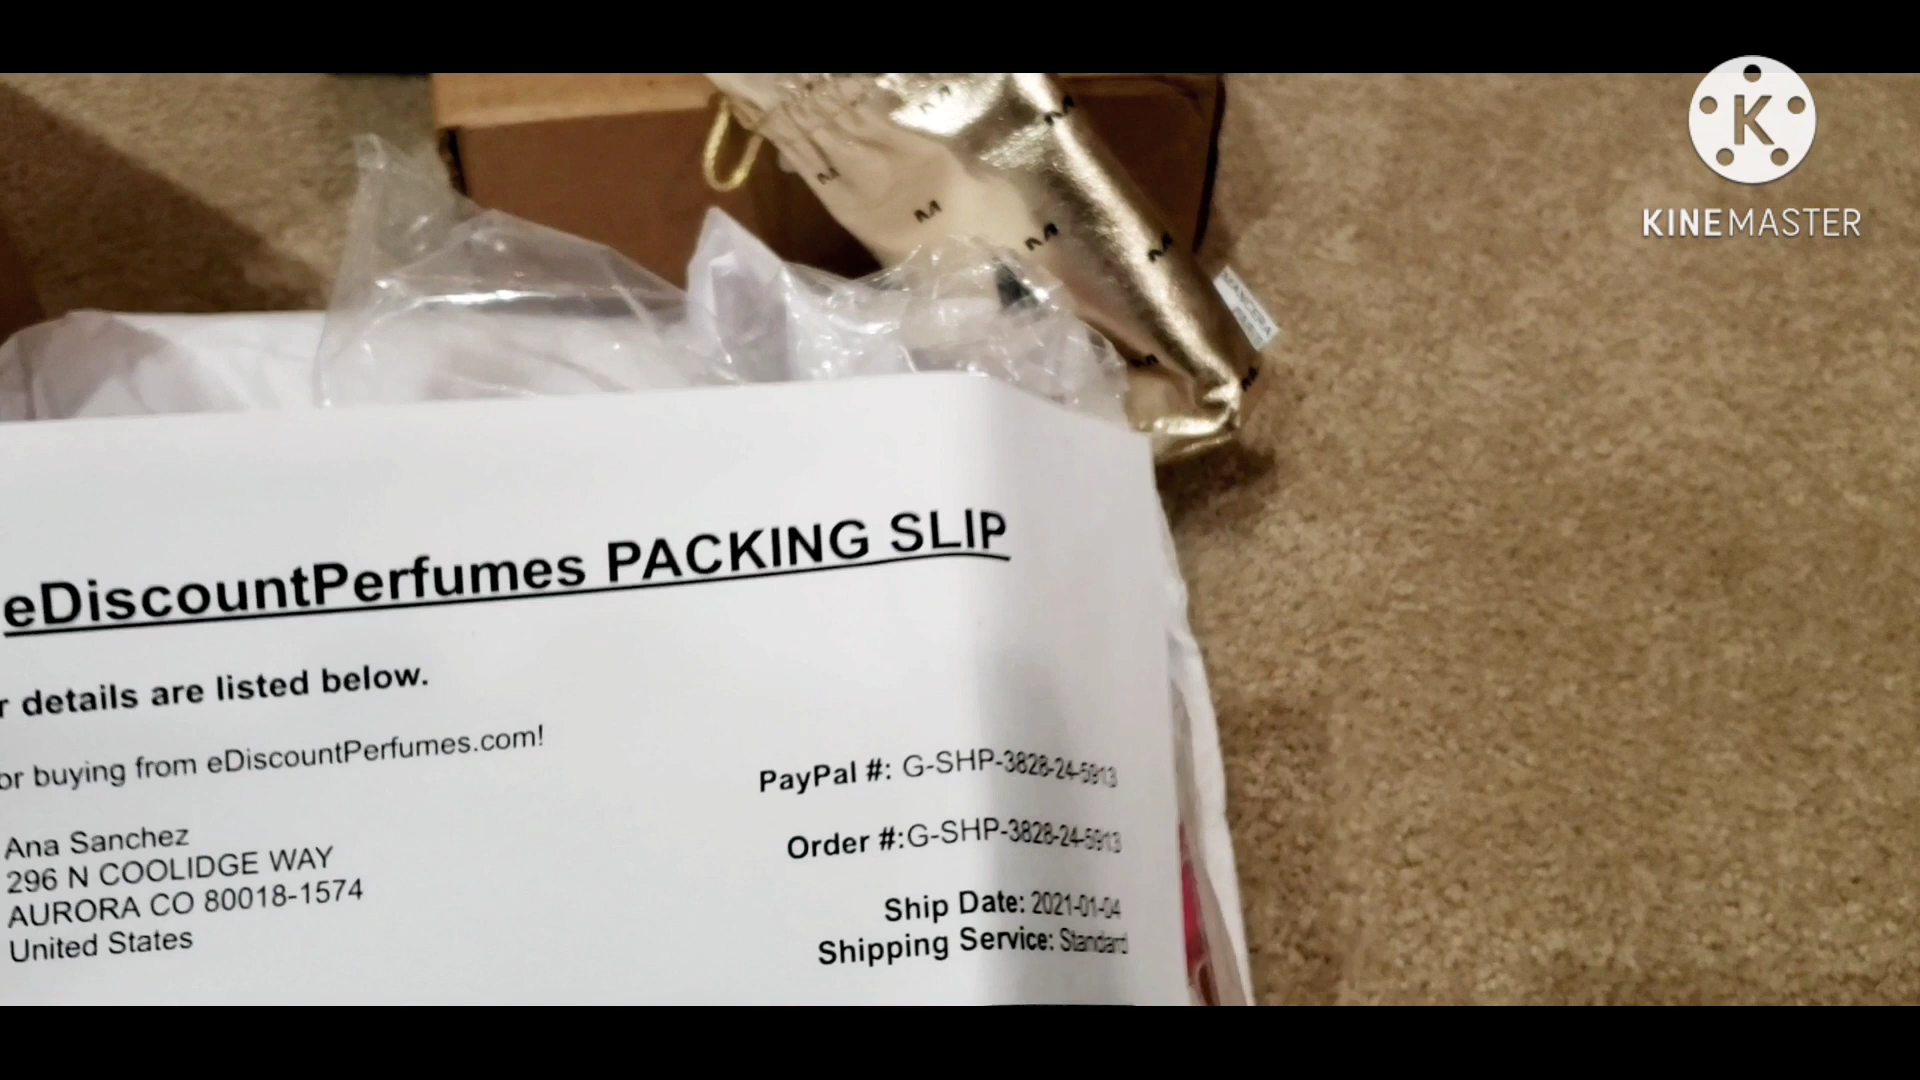 KINEMASTER
MANCERA
eDiscountPerfumes PACKING SLIP
r details are listed below.
or buying from eDiscountPerfumes.com!
PayPal #: G-SHP-3828-24-5913
Ana Sanchez
Order #:G-SHP-3828-24-5913
296 N COOLIDGE WAY
AURORA CO 80018-1574
Ship Date: 2021-01-04
United States
Shipping Service: Standard